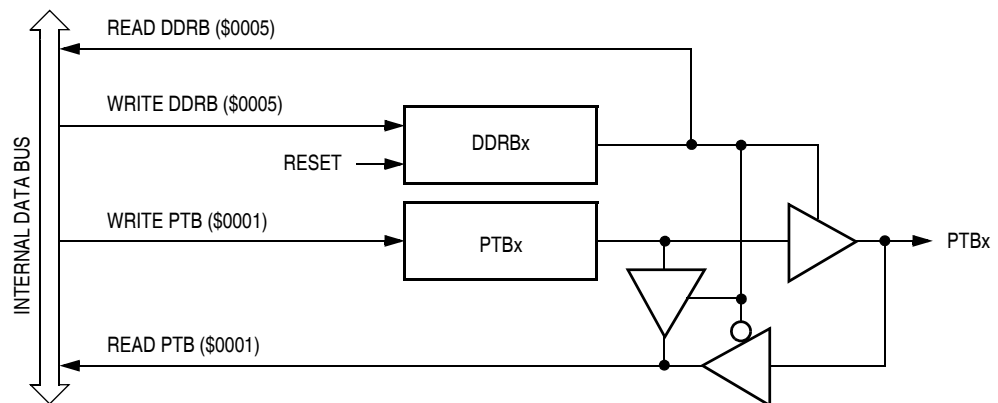 READ DDRB ($0005)
WRITE DDRB ($0005)
DDRBx
RESET
INTERNAL DATA BUS
WRITE PTB ($0001)
PTBx
PTBx
READ PTB ($0001)